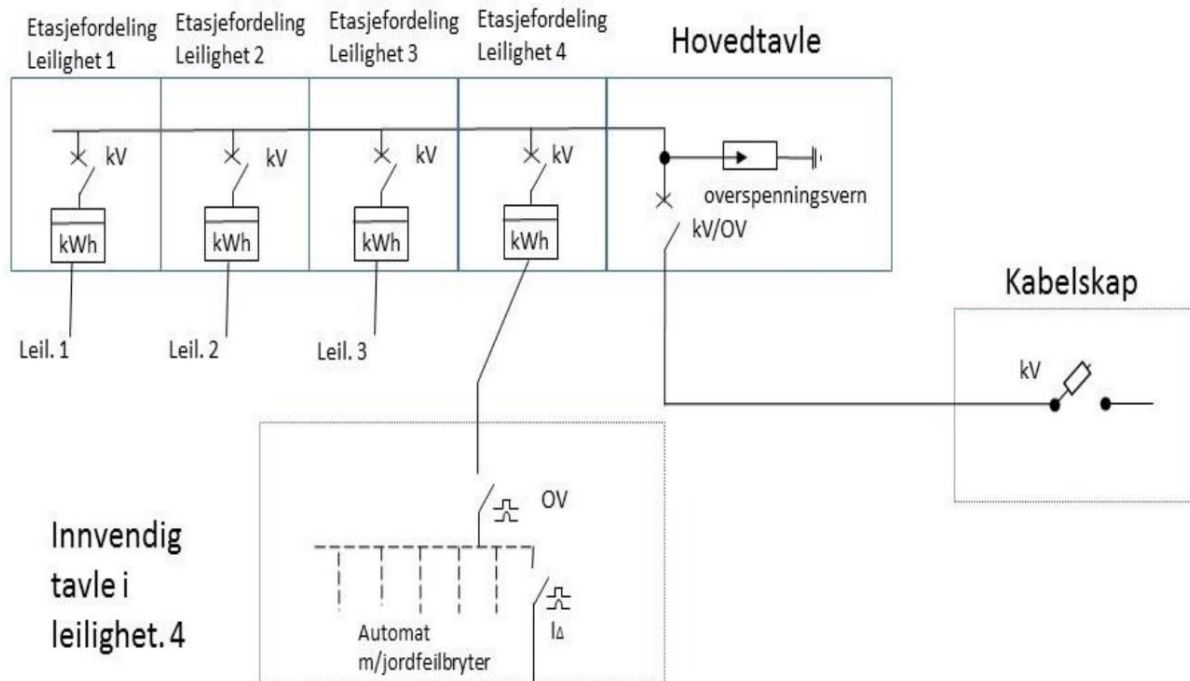 Etasjefordeling
Leilighet 1
Etasjefordeling
Leilighet 2
Etasjefordeling
Leilighet 3
Etasjefordeling
Leilighet 4
Hovedtavle
kV
kV
kV
kV
overspenningsvern
kV/OV
kWh
kWh
kWh
kWh
Kabelskap
Leil. 1
Leil. 2
Leil. 3
kV
OV
Innvendig
tavle i
leilighet. 4
IΔ
Automat
m/jordfeilbryter